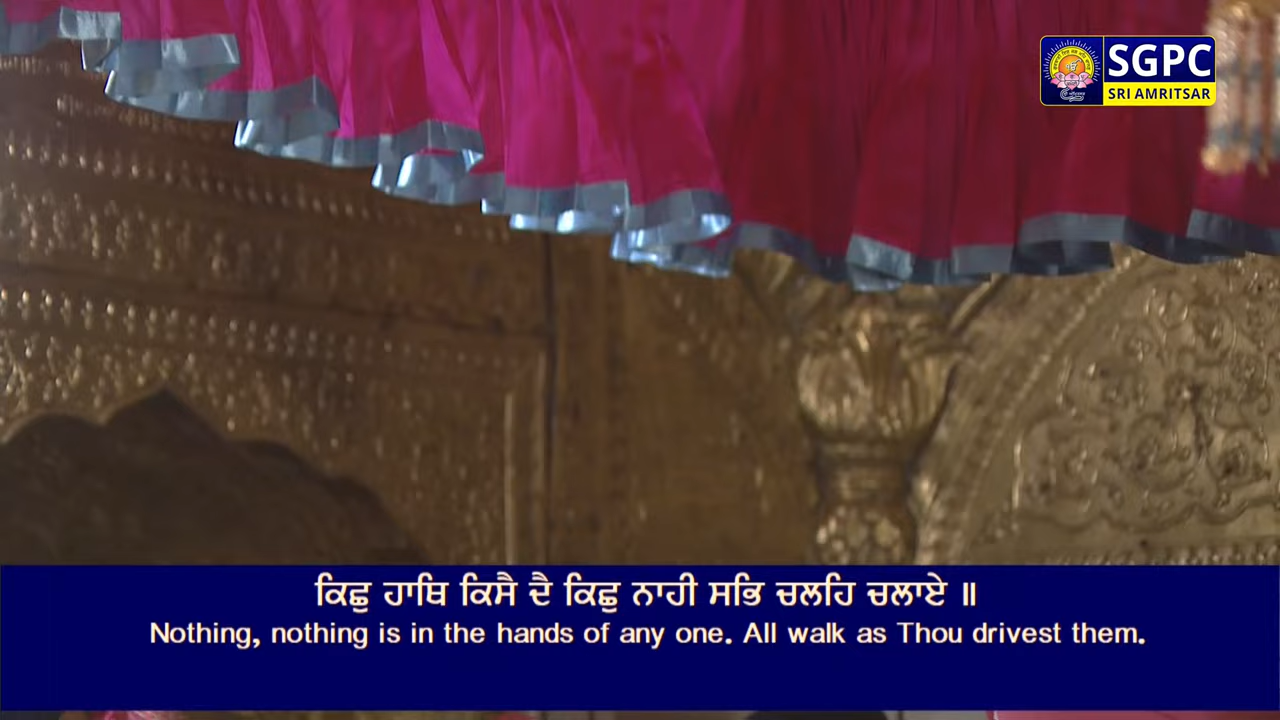 SGPC
SRI AMRITSAR
ਕਿਛੁ ਹਾਥਿ ਕਿਸੈ ਦੈ ਕਿਛੁ ਨਾਹੀ ਸਭਿ ਚਲਹਿ ਚਲਾਏ ॥
Nothing, nothing is in the hands of any one. All walk as Thou drivest them.